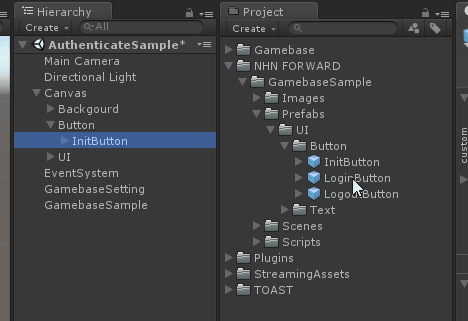 Hierarchy
Create
All
AuthenticateSample*
Main Camera
Directional Light
Canvas
Backgourd
Button
InitButton
UI
EventSystem
GamebaseSetting
GamebaseSample
Project
Create
Gamebase
NHN FORWARD
GamebaseSample
Images
Prefabs
UI
Button
InitButton
LoginButton
LogoutButton
Text
Scenes
Scripts
Plugins
StreamingAssets
TOAST
custom